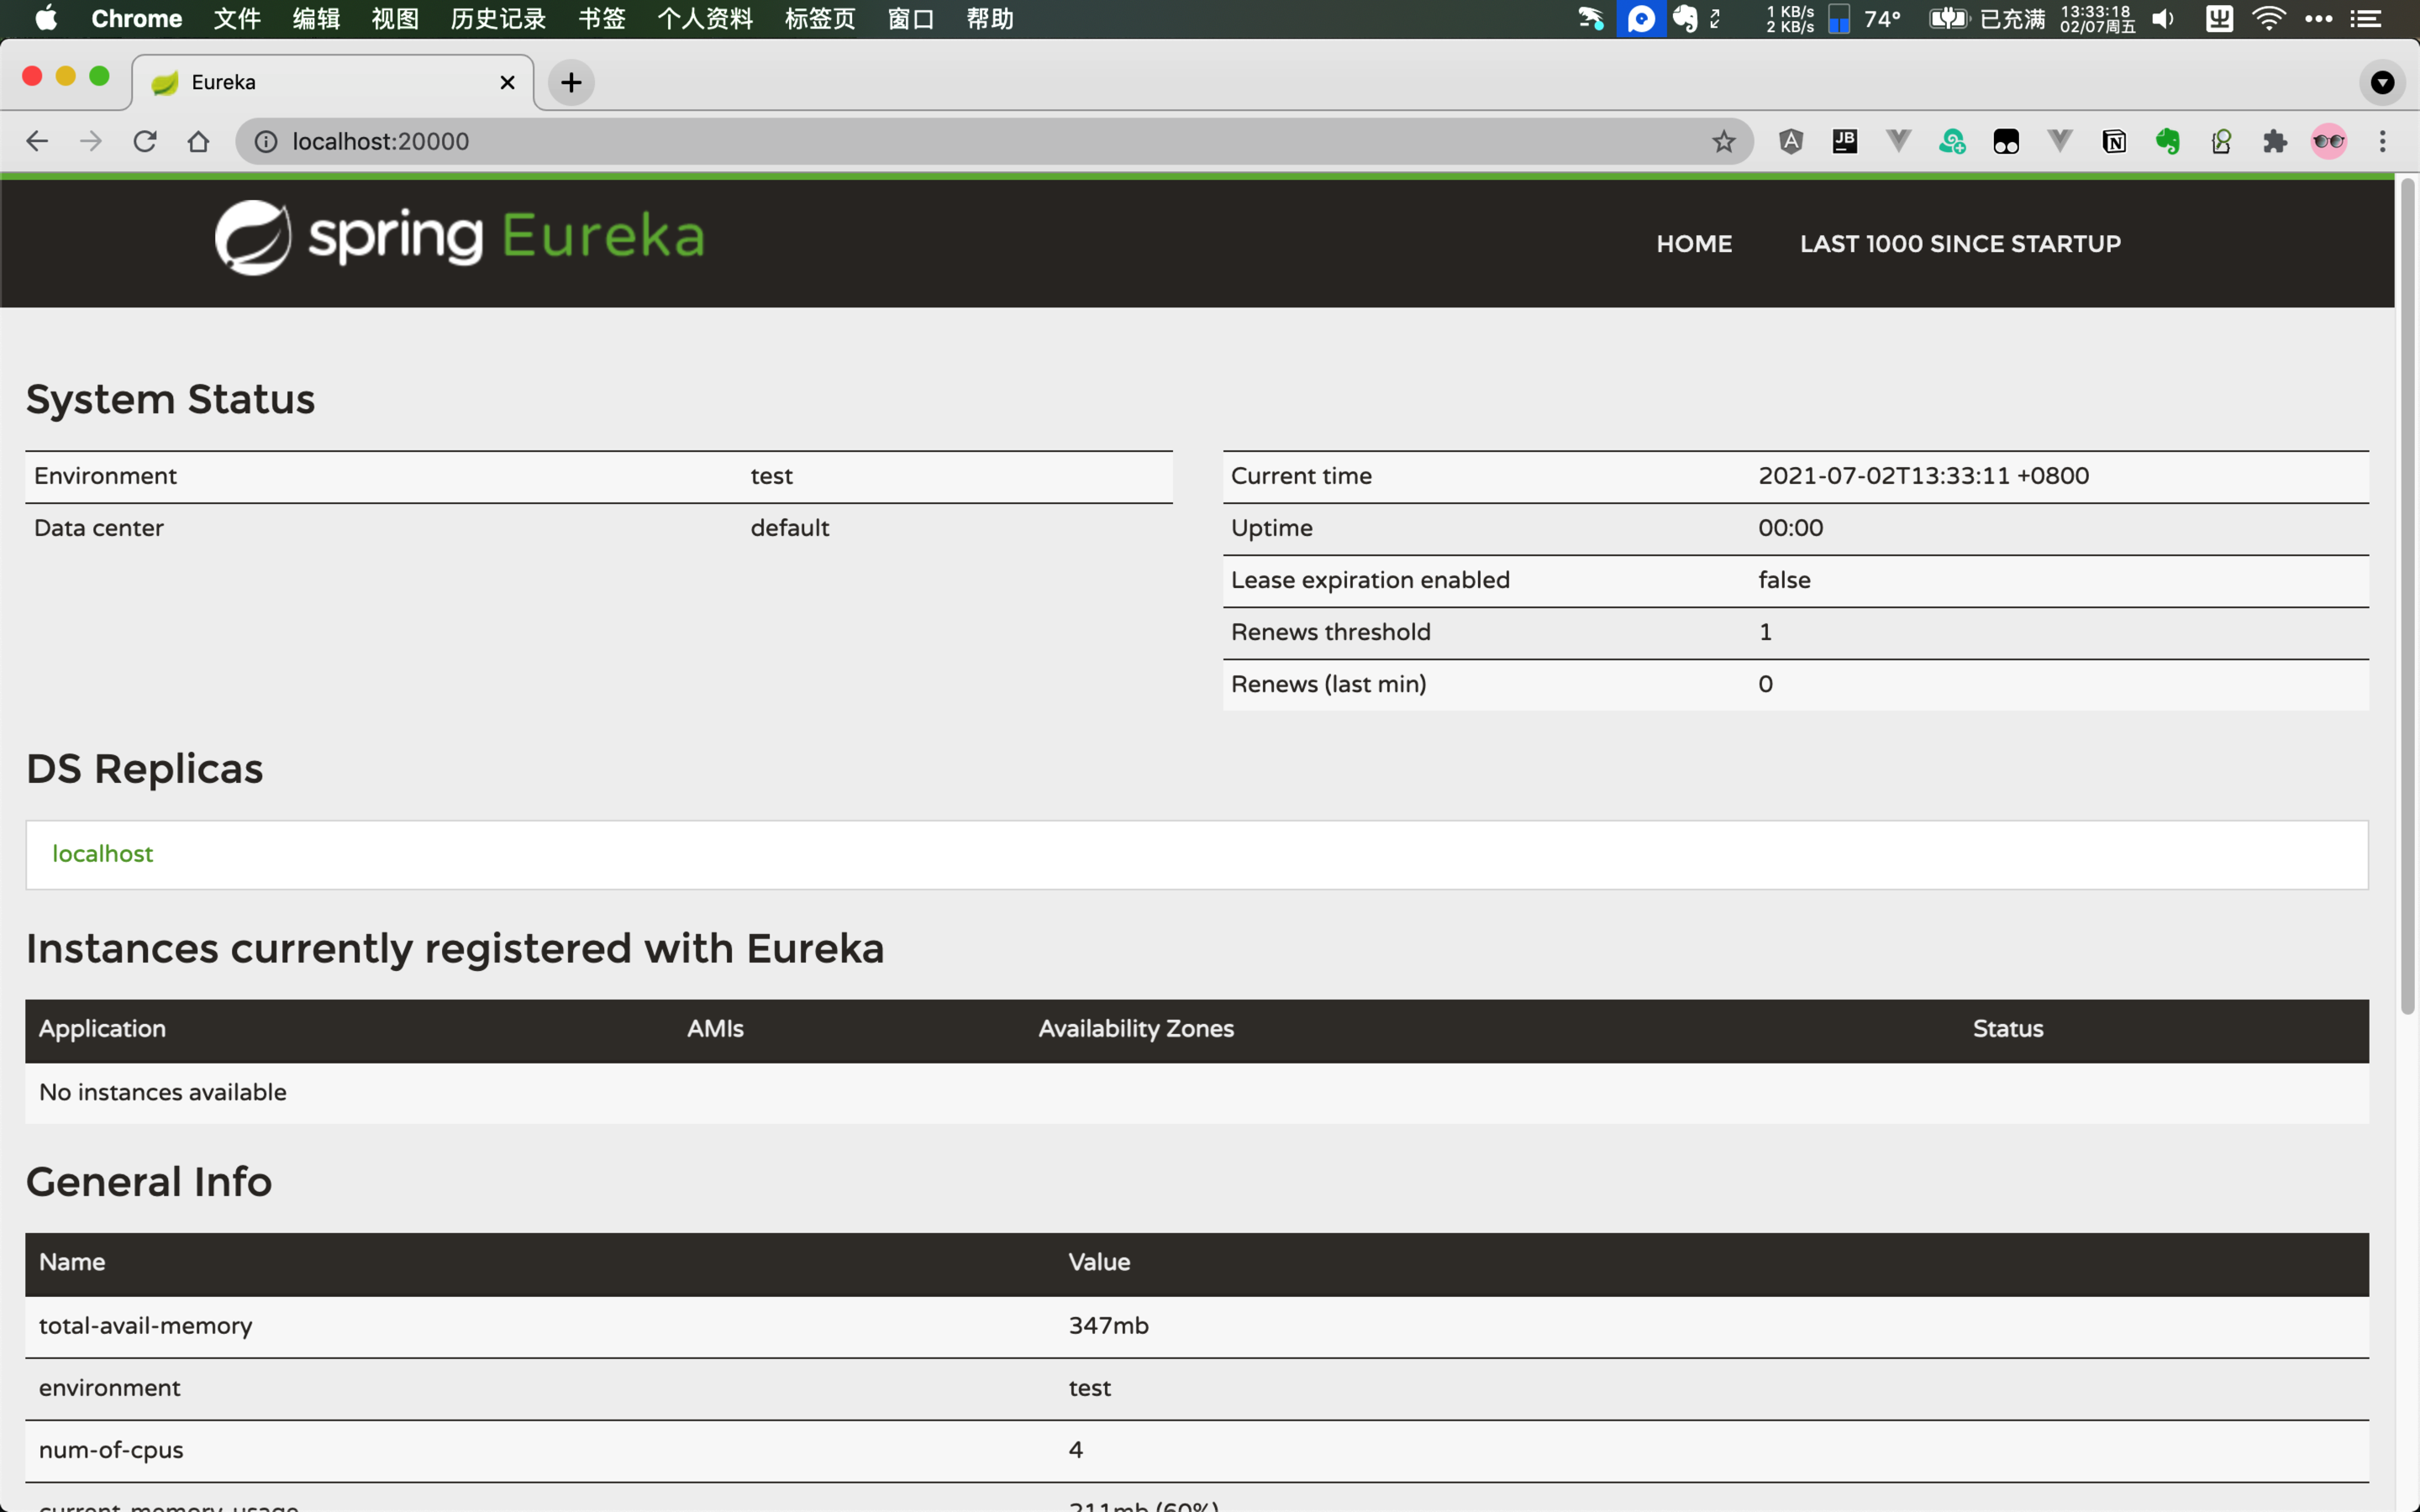 Chrome 文件 编辑 视图 历史记录 书签 个人资料 标签页 窗口 帮助 1 KB/s 2 KB/s 74° 已充满 13:33:18 02/07周五
Eureka
localhost:20000
spring Eureka HOME LAST 1000 SINCE STARTUP
System Status
Environment test
Data center default
Current time 2021-07-02T13:33:11 +0800
Uptime 00:00
Lease expiration enabled false
Renews threshold 1
Renews (last min) 0
DS Replicas
localhost
Instances currently registered with Eureka
Application AMIs Availability Zones Status
No instances available
General Info
Name Value
total-avail-memory 347mb
environment test
num-of-cpus 4
current-memory-usage 211mb (60%)